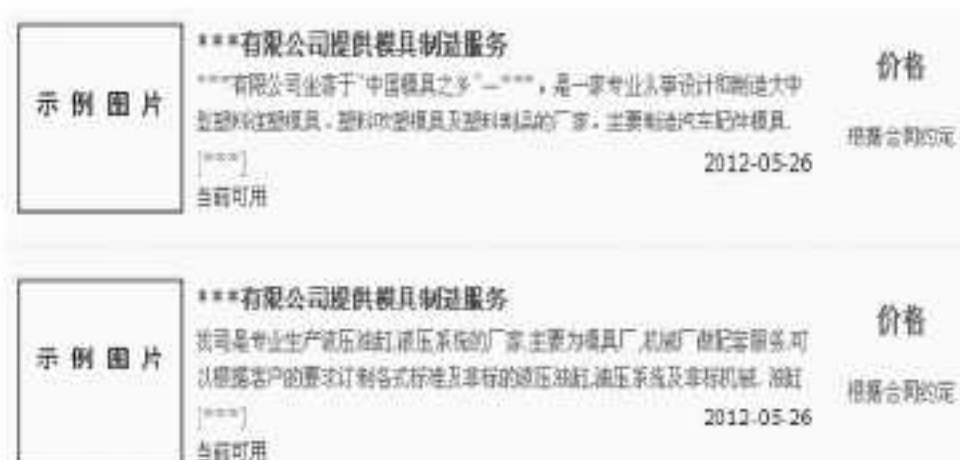 ***有限公司提供模具制造服务
价格
***有限公司坐落于“中国模具之乡”—***，是一家专业从事设计和制造大中
示例图片
型塑料注塑模具、塑料吹塑模具及塑料制品的厂家，主要制造汽车配件模具.
根据合同约定
[***]
2012-05-26
当前可用
***有限公司提供模具制造服务
价格
我司是专业生产液压油缸,液压系统的厂家,主要为模具厂,机械厂做配套服务,可
示例图片
以根据客户的要求订制各式标准及非标的液压油缸,油压系统及非标机械. 油缸
根据合同约定
[***]
2012-05-26
当前可用